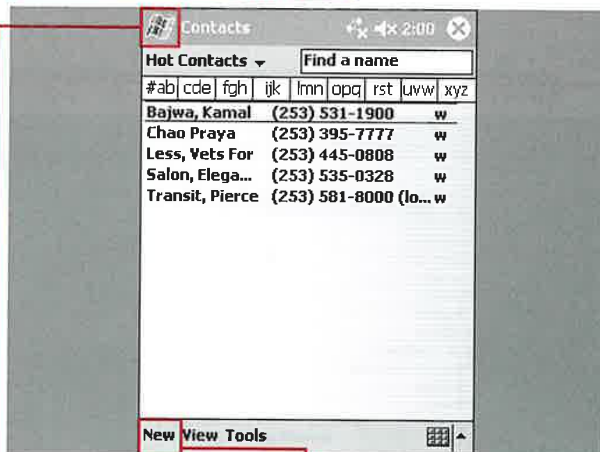 Contacts 2:00
Hot Contacts Find a name
#ab cde fgh ijk lmn opq rst uvw xyz
Bajwa, Kamal (253) 531-1900 w
Chao Praya (253) 395-7777 w
Less, Vets For (253) 445-0808 w
Salon, Elega... (253) 535-0328 w
Transit, Pierce (253) 581-8000 (lo... w
New View Tools